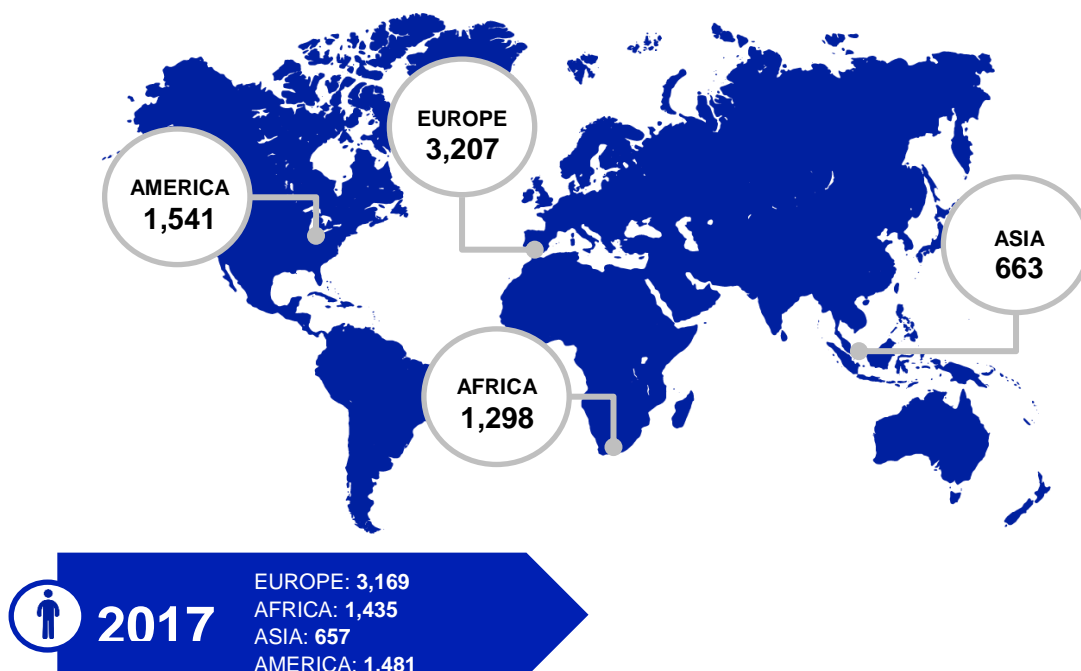 EUROPE
3,207
AMERICA
1,541
ASIA
663
AFRICA
1,298
2017
EUROPE: 3,169
AFRICA: 1,435
ASIA: 657
AMERICA: 1,481